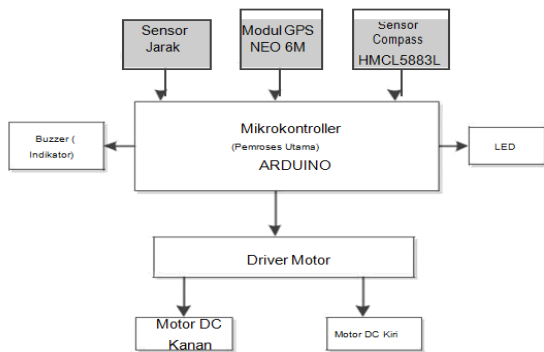 Sensor
Jarak
Modul GPS
NEO 6M
Sensor
Compass
HMCL5883L
Mikrokontroller
(Pemroses Utama)
ARDUINO
Buzzer (
Indikator)
LED
Driver Motor
Motor DC
Kanan
Motor DC Kiri